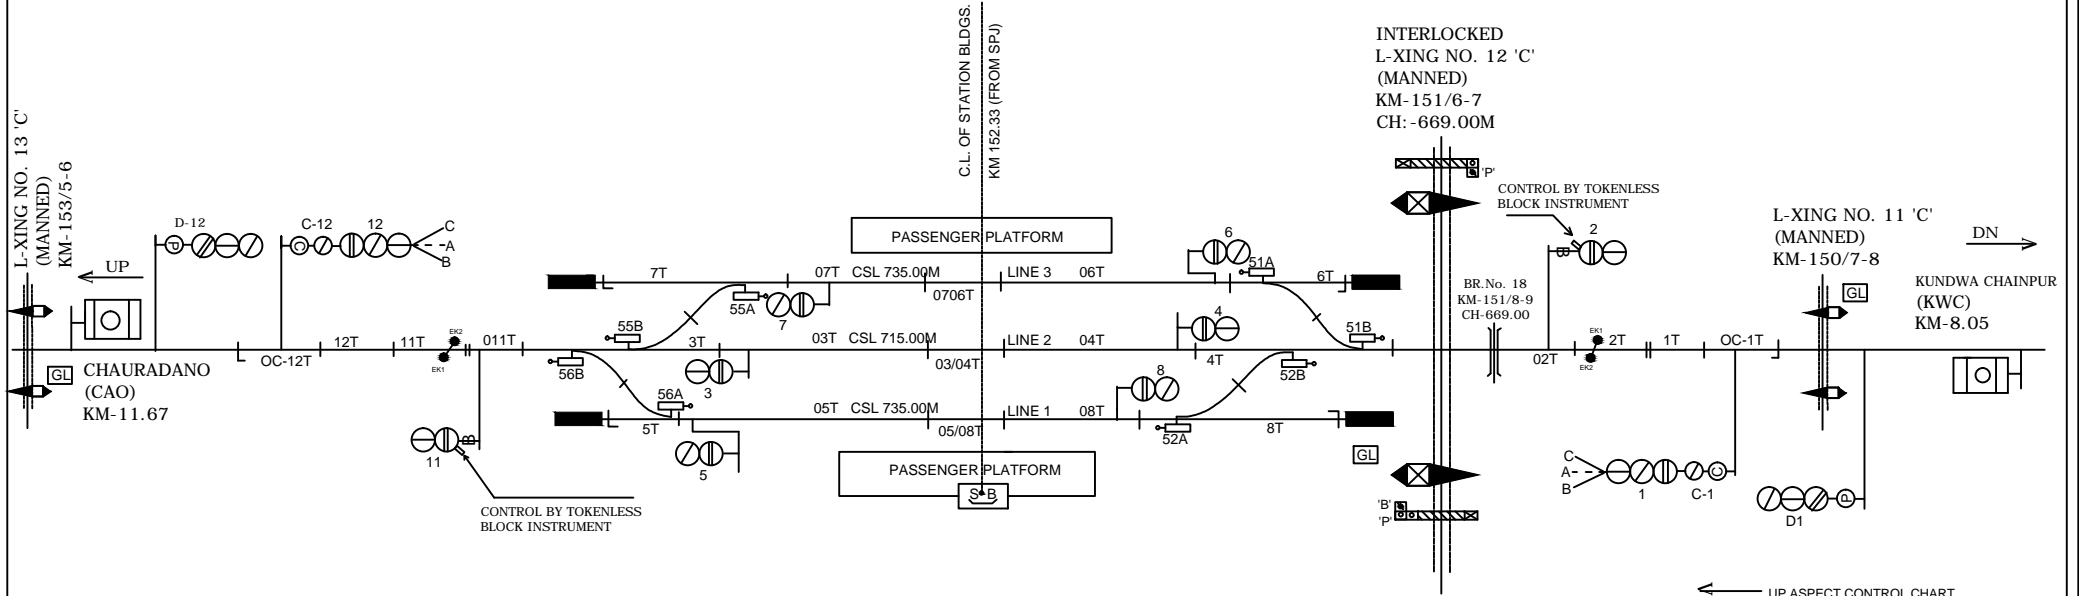 L-XING NO. 13 'C'
(MANNED)
KM-153/5-6
UP
GL
CHAURADANO
(CAO)
KM-11.67
D-12
P
C-12
12
C
C
A
B
OC-12T
12T
11T
EK2
EK1
011T
11
B
CONTROL BY TOKENLESS
BLOCK INSTRUMENT
C.L. OF STATION BLDGS.
KM 152.33 (FROM SPJ)
PASSENGER PLATFORM
7T
07T
CSL 735.00M
LINE 3
06T
6T
0706T
55A
7
6
51A
55B
3T
03T
CSL 715.00M
LINE 2
04T
4T
03/04T
56B
3
4
51B
52B
56A
5T
05T
CSL 735.00M
LINE 1
08T
8T
05/08T
5
8
52A
PASSENGER PLATFORM
S B
INTERLOCKED
L-XING NO. 12 'C'
(MANNED)
KM-151/6-7
CH:-669.00M
'P'
GL
'B'
'P'
CONTROL BY TOKENLESS
BLOCK INSTRUMENT
2
B
BR.No. 18
KM-151/8-9
CH-669.00
02T
EK1
EK2
2T
1T
OC-1T
C
A
B
1
C-1
C
D1
P
L-XING NO. 11 'C'
(MANNED)
KM-150/7-8
GL
DN
KUNDWA CHAINPUR
(KWC)
KM-8.05
UP ASPECT CONTROL CHART